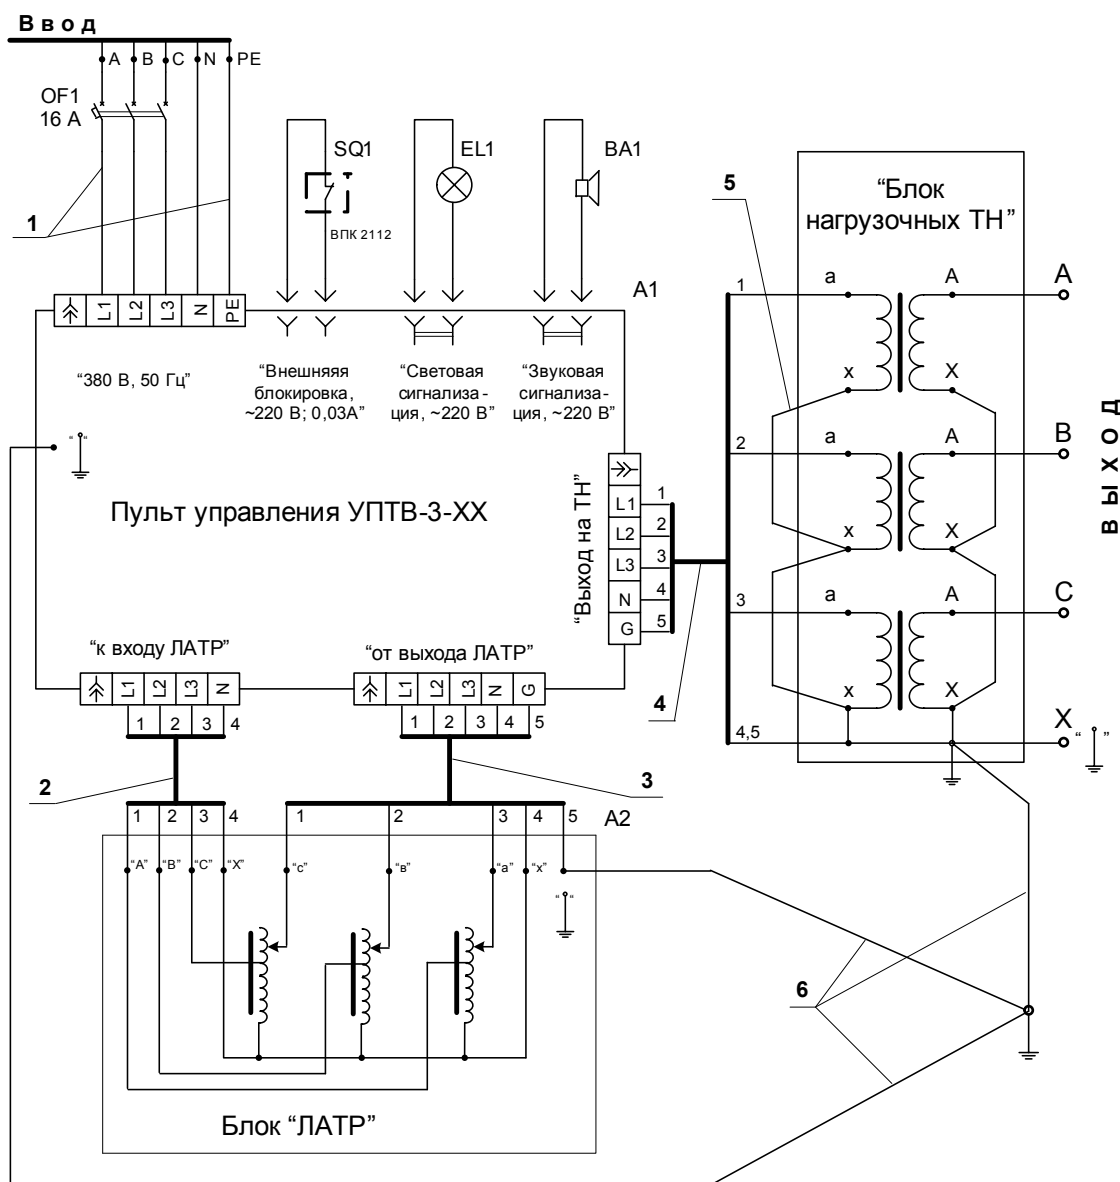 Ввод
A B C N PE
OF1
16 A
1
SQ1
ВПК 2112
EL1
BA1
A1
L1 L2 L3 N PE
“380 В, 50 Гц”
“Внешняяя
блокировка,
~220 В; 0,03А”
“Световая
сигнализа-
ция, ~220 В”
“Звуковая
сигнализа-
ция, ~220 В”
“ ”
Пульт управления УПТВ-3-ХХ
“Выход на ТН”
L1 1
L2 2
L3 3
N 4
G 5
4
5
“Блок
нагрузочных ТН”
1 a A A
x X
2 a A B
x X
3 a A C
x X
4,5 X “ ”
ВЫХОД
“к входу ЛАТР”
L1 L2 L3 N
1 2 3 4
2
“от выхода ЛАТР”
L1 L2 L3 N G
1 2 3 4 5
3
1 2 3 4 1 2 3 4 5
A2
“А” “В” “С” “Х” “с” “в” “а” “х”
“ ”
6
Блок “ЛАТР”